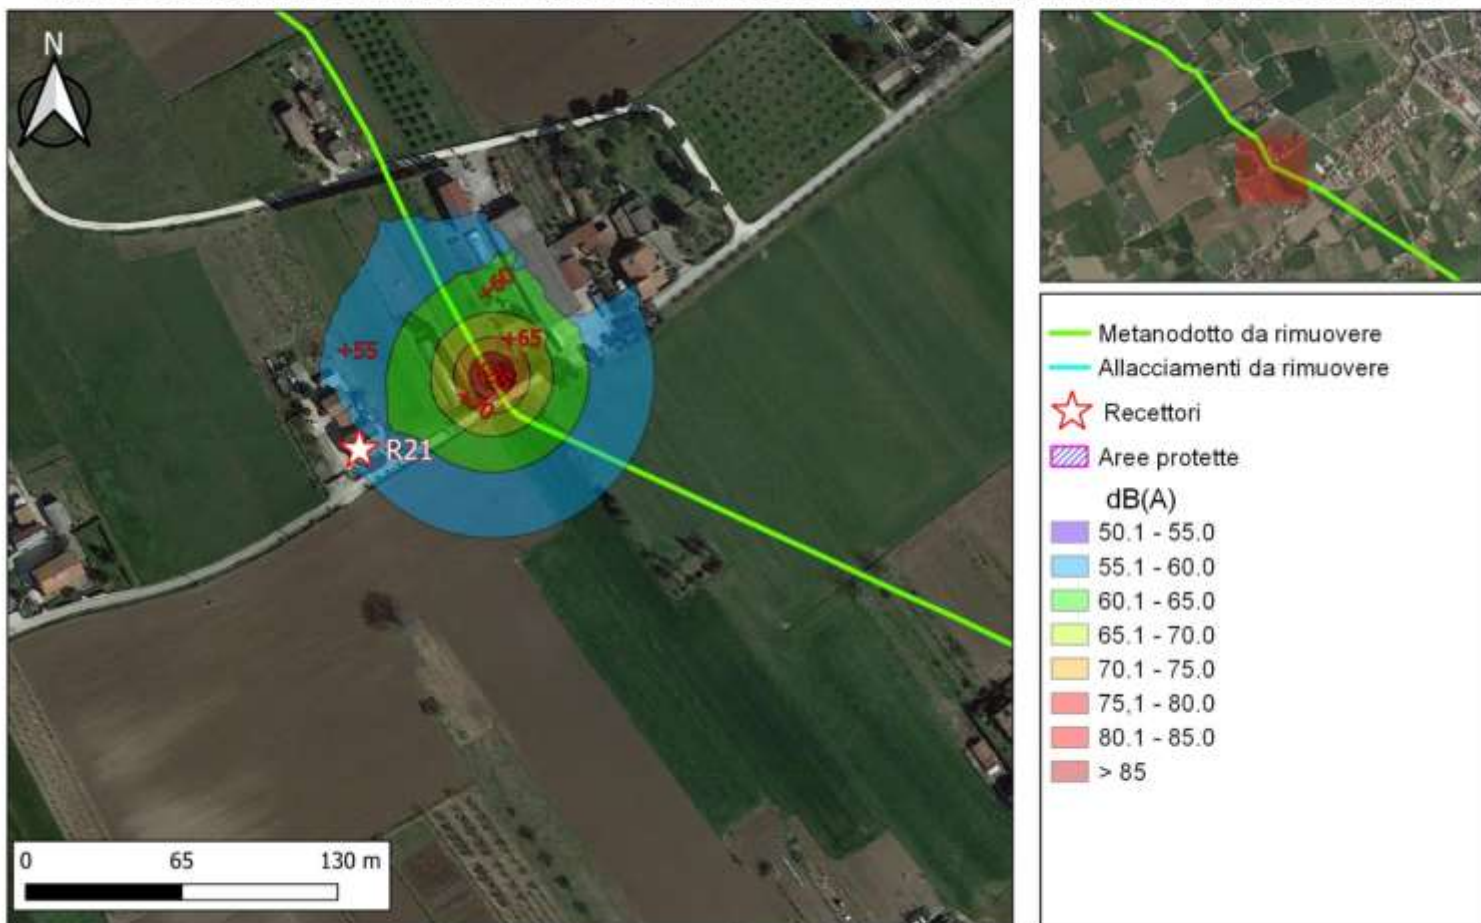 N
+60
+65
+55
+70
R21
0 65 130 m
Metanodotto da rimuovere
Allacciamenti da rimuovere
Recettori
Aree protette
dB(A)
50.1 - 55.0
55.1 - 60.0
60.1 - 65.0
65.1 - 70.0
70.1 - 75.0
75,1 - 80.0
80.1 - 85.0
> 85